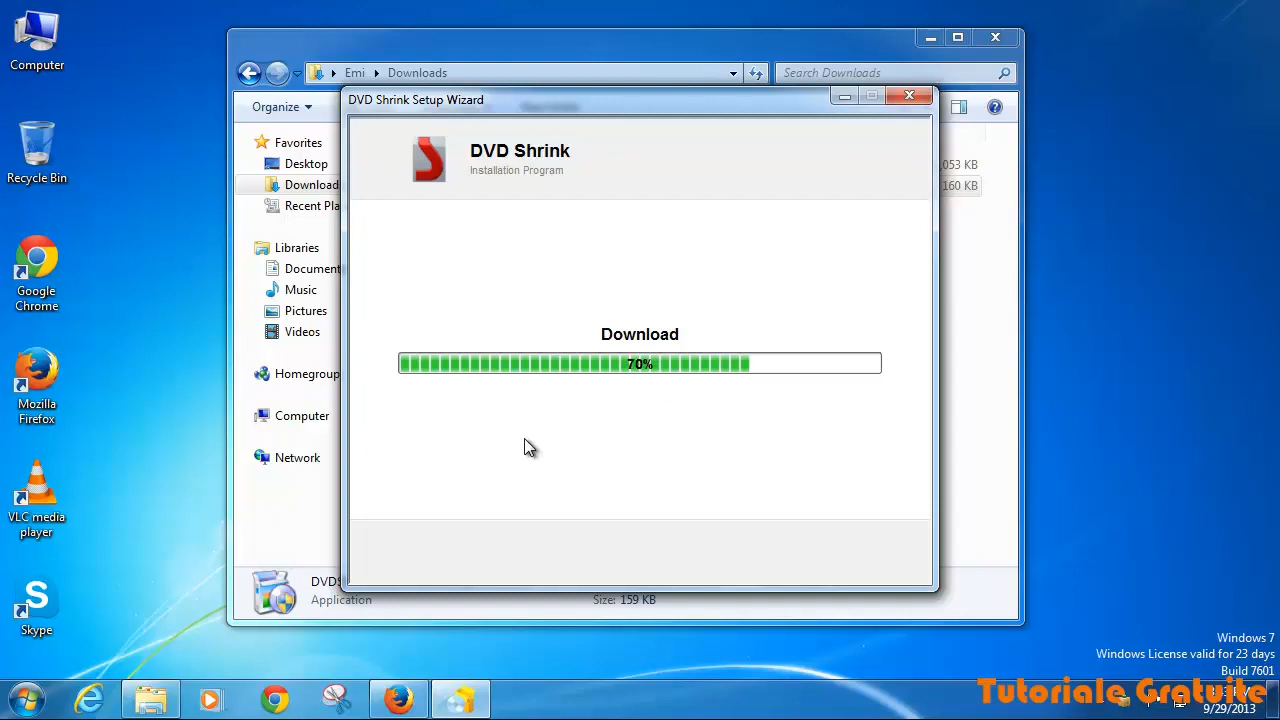 Computer
Recycle Bin
Google
Chrome
Mozilla
Firefox
VLC media
player
Skype
Emi
Downloads
Search Downloads
Organize
Favorites
Desktop
Download
Recent Pla
Libraries
Document
Music
Pictures
Videos
Homegroup
Computer
Network
,053 KB
160 KB
DVD Shrink Setup Wizard
DVD Shrink
Installation Program
Download
70%
DVDS
Application
Size: 159 KB
Windows 7
Windows License valid for 23 days
Build 7601
Tutoriale Gratuite
9/29/2013